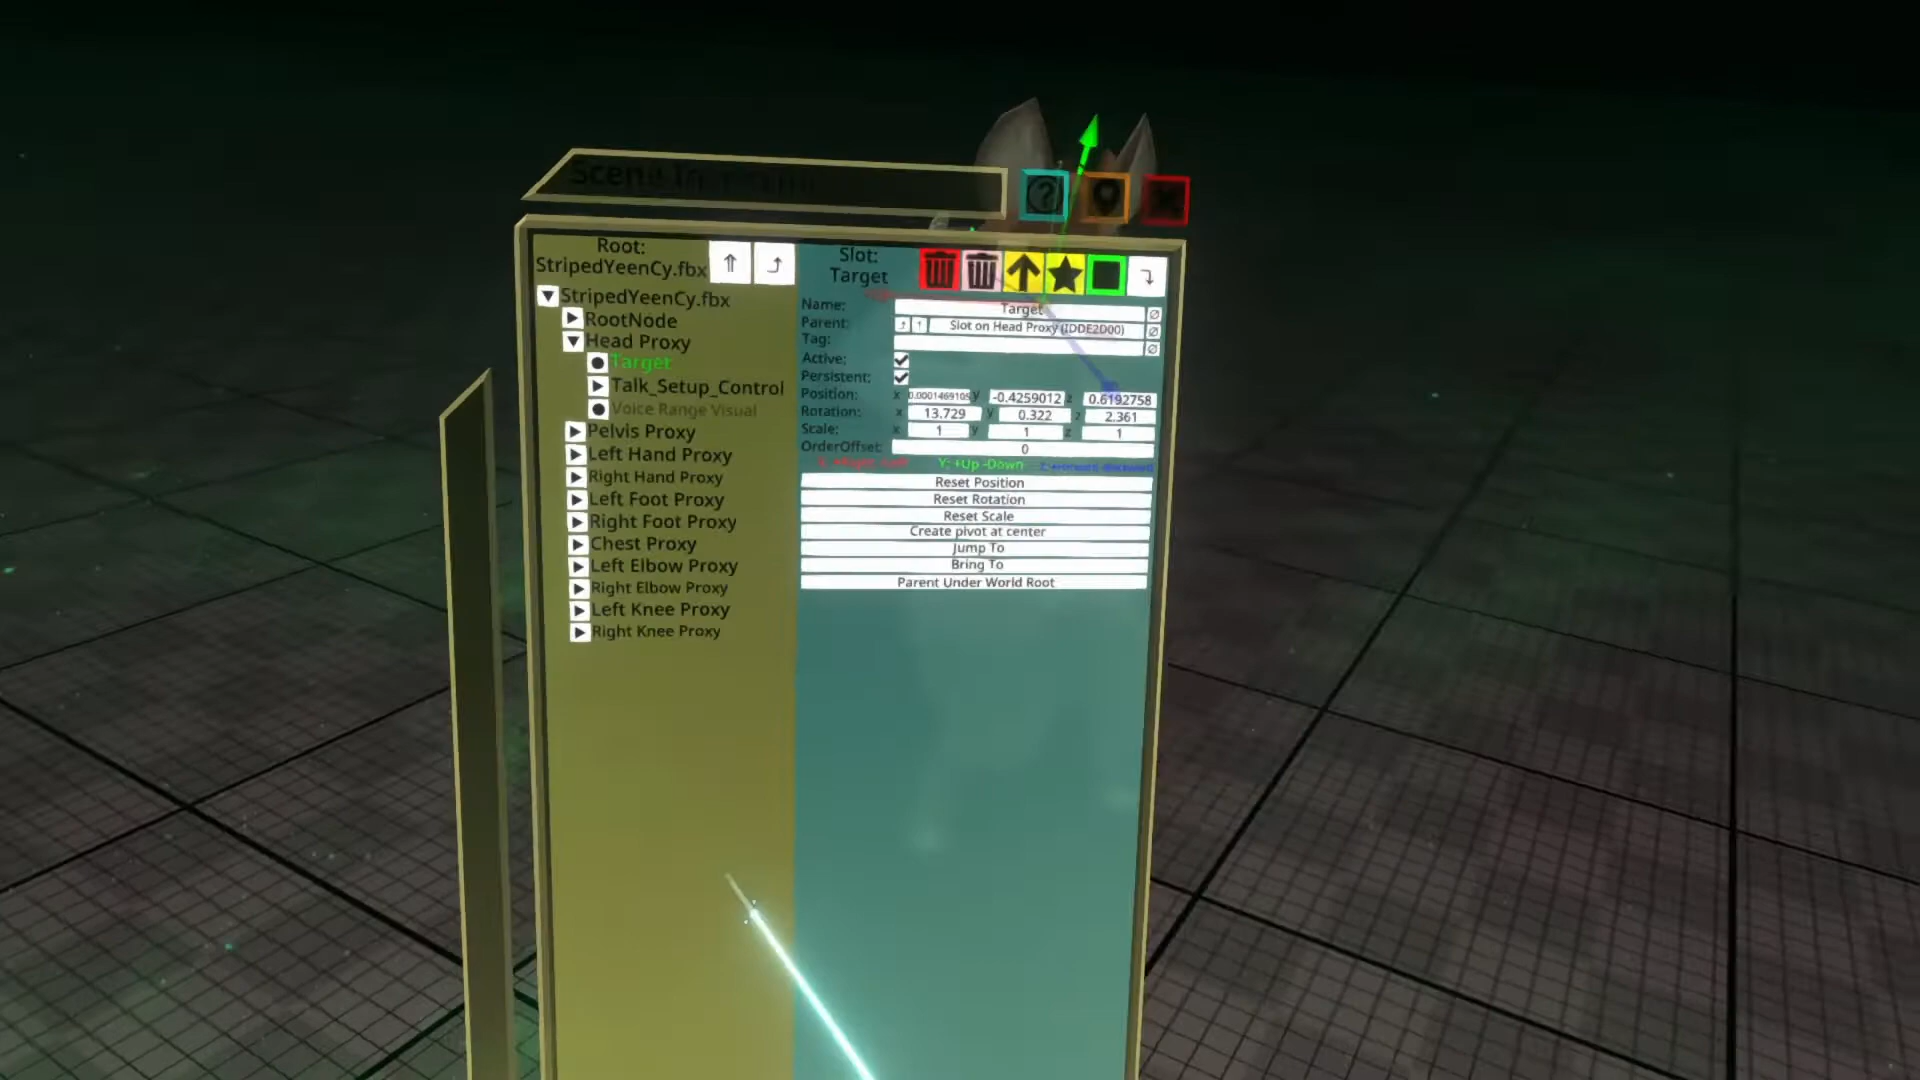 Scene In
Root:
StripedYeenCy.fbx
StripedYeenCy.fbx
RootNode
Head Proxy
Target
Talk_Setup_Control
Voice Range Visual
Pelvis Proxy
Left Hand Proxy
Right Hand Proxy
Left Foot Proxy
Right Foot Proxy
Chest Proxy
Left Elbow Proxy
Right Elbow Proxy
Left Knee Proxy
Right Knee Proxy
Slot:
Target
Name: Target
Parent: Slot on Head Proxy (IDDE2D00)
Tag:
Active:
Persistent:
Position: x 0.0001469105 y -0.4259012 z 0.6192758
Rotation: x 13.729 y 0.322 z 2.361
Scale: x 1 y 1 z 1
OrderOffset: 0
Y: +Up -Down
Reset Position
Reset Rotation
Reset Scale
Create pivot at center
Jump To
Bring To
Parent Under World Root